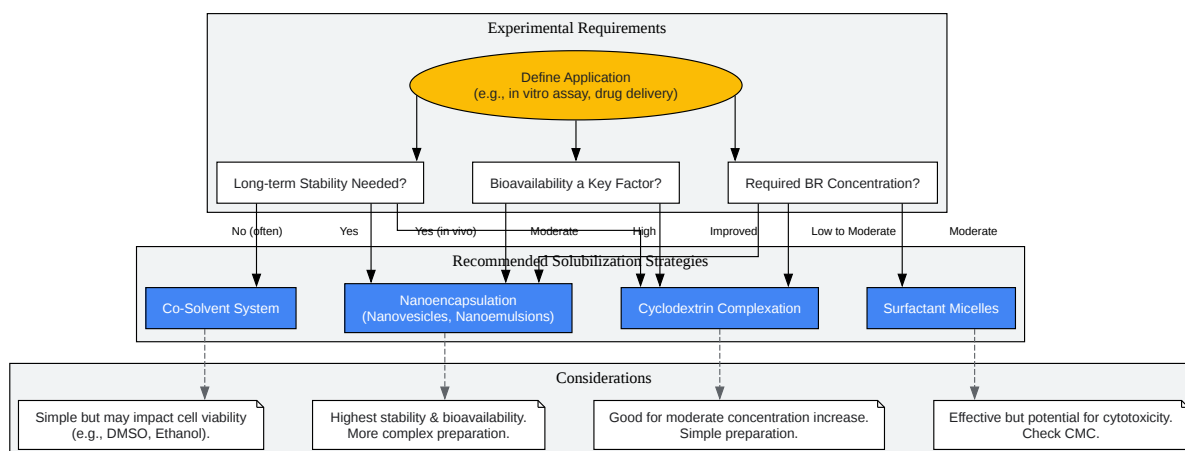 Experimental Requirements
Define Application
(e.g., in vitro assay, drug delivery)
Long-term Stability Needed?
Bioavailability a Key Factor?
Required BR Concentration?
No (often)
Yes
Yes (in vivo)
Moderate
High
Improved
Low to Moderate
Moderate
Recommended Solubilization Strategies
Co-Solvent System
Nanoencapsulation
(Nanovesicles, Nanoemulsions)
Cyclodextrin Complexation
Surfactant Micelles
Considerations
Simple but may impact cell viability
(e.g., DMSO, Ethanol).
Highest stability & bioavailability.
More complex preparation.
Good for moderate concentration increase.
Simple preparation.
Effective but potential for cytotoxicity.
Check CMC.